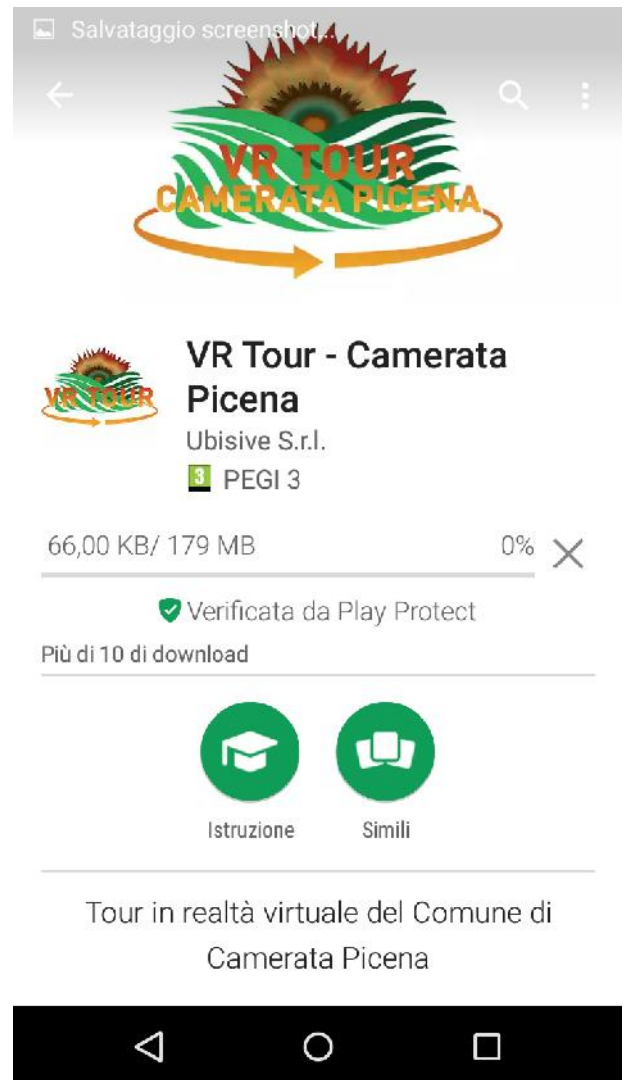 Salvataggio screenshot...
VR TOUR
CAMERATA PICENA
VR TOUR
VR Tour - Camerata
Picena
Ubisive S.r.l.
3 PEGI 3
66,00 KB/ 179 MB 0%
Verificata da Play Protect
Più di 10 di download
Istruzione Simili
Tour in realtà virtuale del Comune di
Camerata Picena